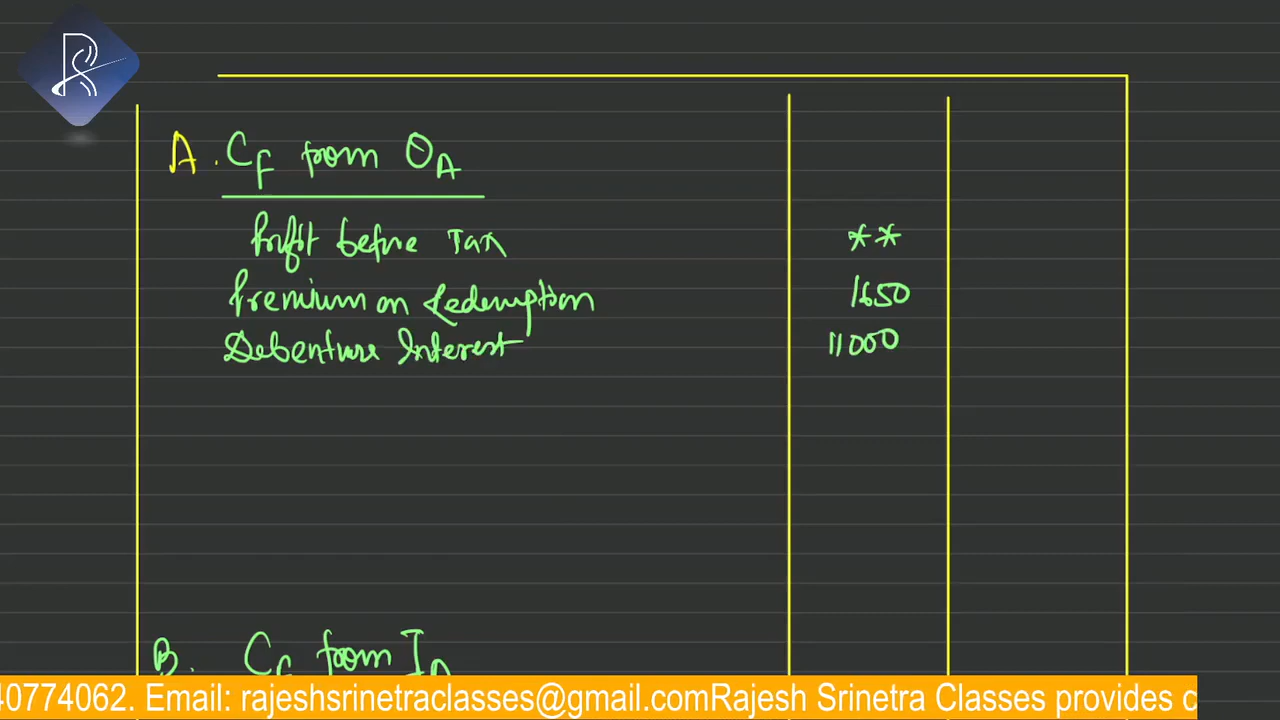 RS
A. CF from OA
Profit before Tax **
Premium on Redemption 1650
Debenture Interest 11000
B. CF from IA
40774062. Email: rajeshsrinetraclasses@gmail.comRajesh Srinetra Classes provides c